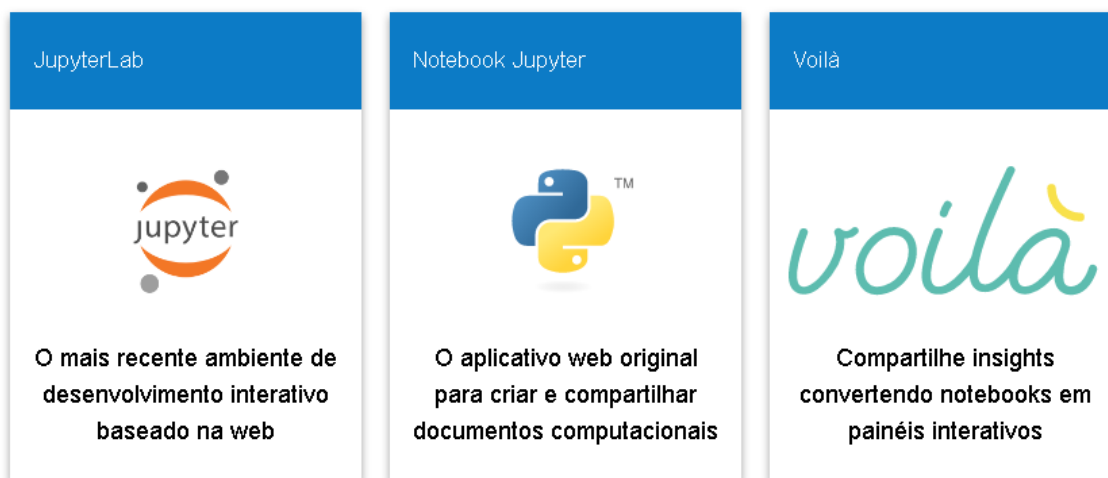 JupyterLab
Notebook Jupyter
Voilà
jupyter
TM
voilà
O mais recente ambiente de
desenvolvimento interativo
baseado na web
O aplicativo web original
para criar e compartilhar
documentos computacionais
Compartilhe insights
convertendo notebooks em
painéis interativos